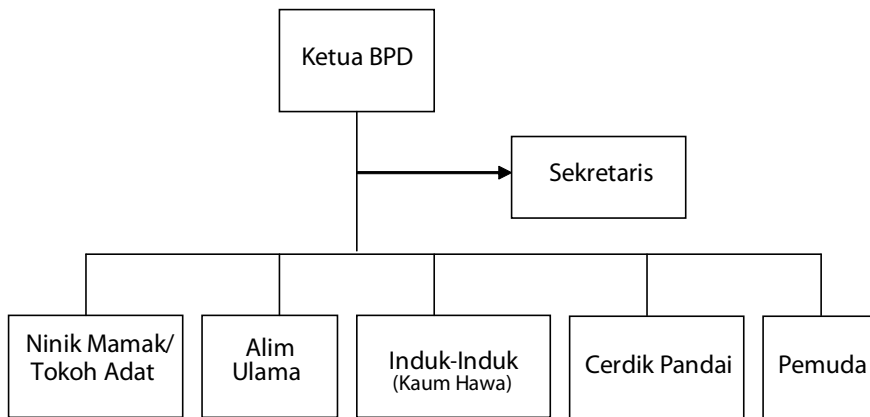 Ketua BPD
Sekretaris
Ninik Mamak/
Tokoh Adat
Alim
Ulama
Induk-Induk
(Kaum Hawa)
Cerdik Pandai
Pemuda